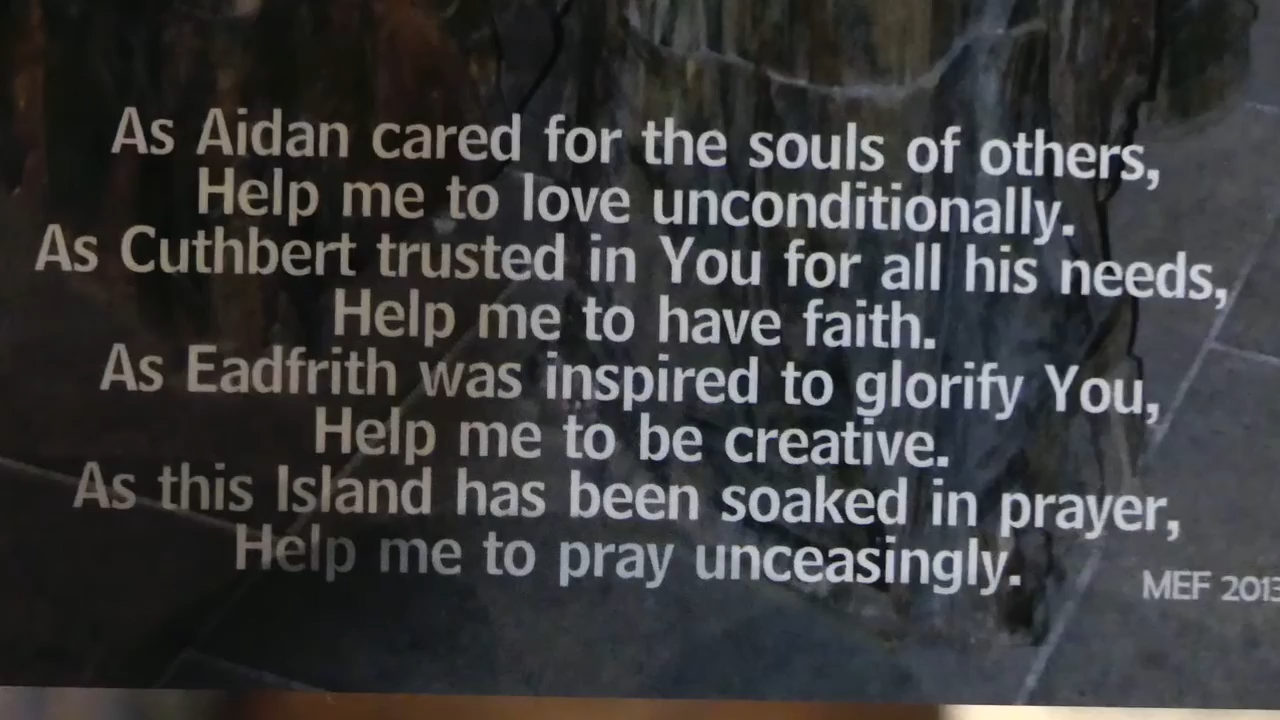 As Aidan cared for the souls of others,
Help me to love unconditionally.
As Cuthbert trusted in You for all his needs,
Help me to have faith.
As Eadfrith was inspired to glorify You,
Help me to be creative.
As this Island has been soaked in prayer,
Help me to pray unceasingly.
MEF 2013